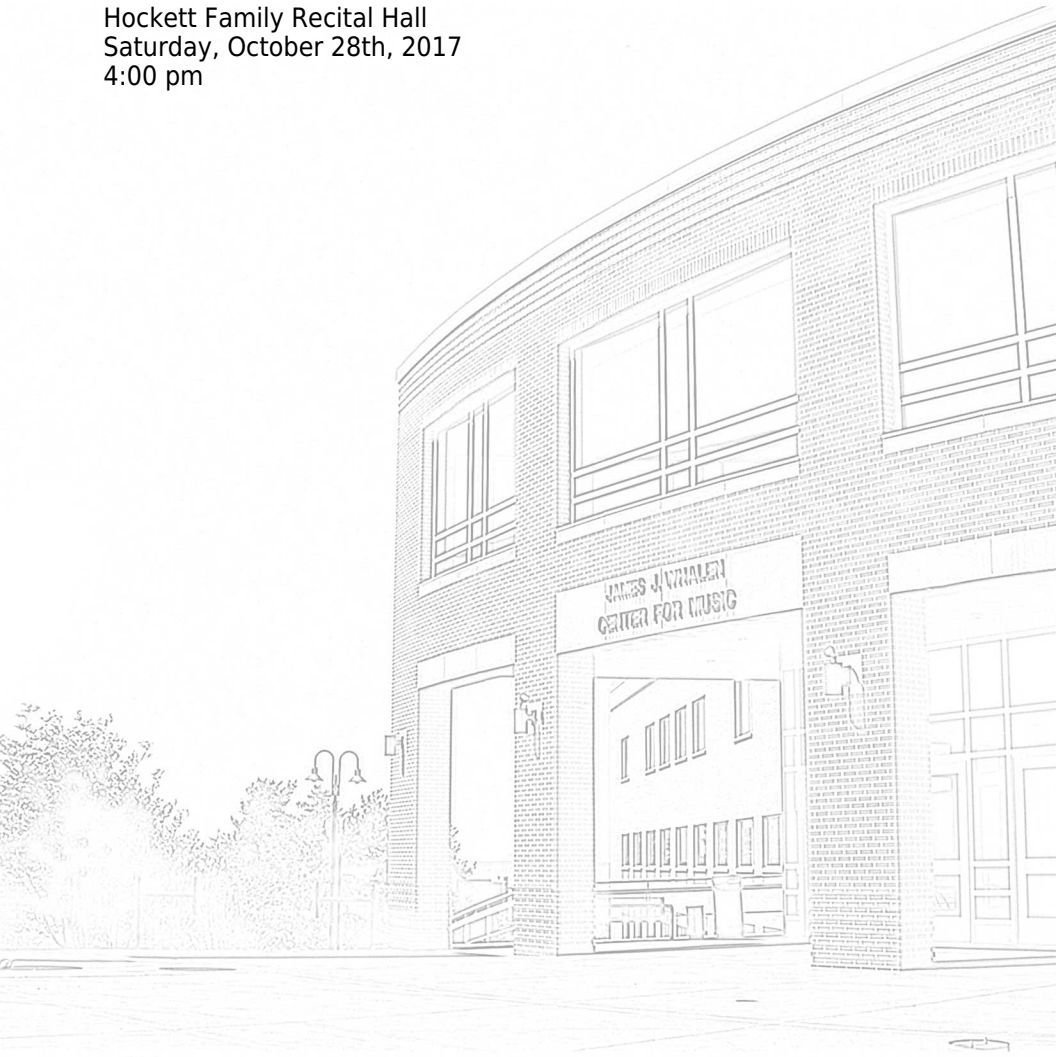 Hockett Family Recital Hall
Saturday, October 28th, 2017
4:00 pm
JAMES J. WHALEN
CENTER FOR MUSIC